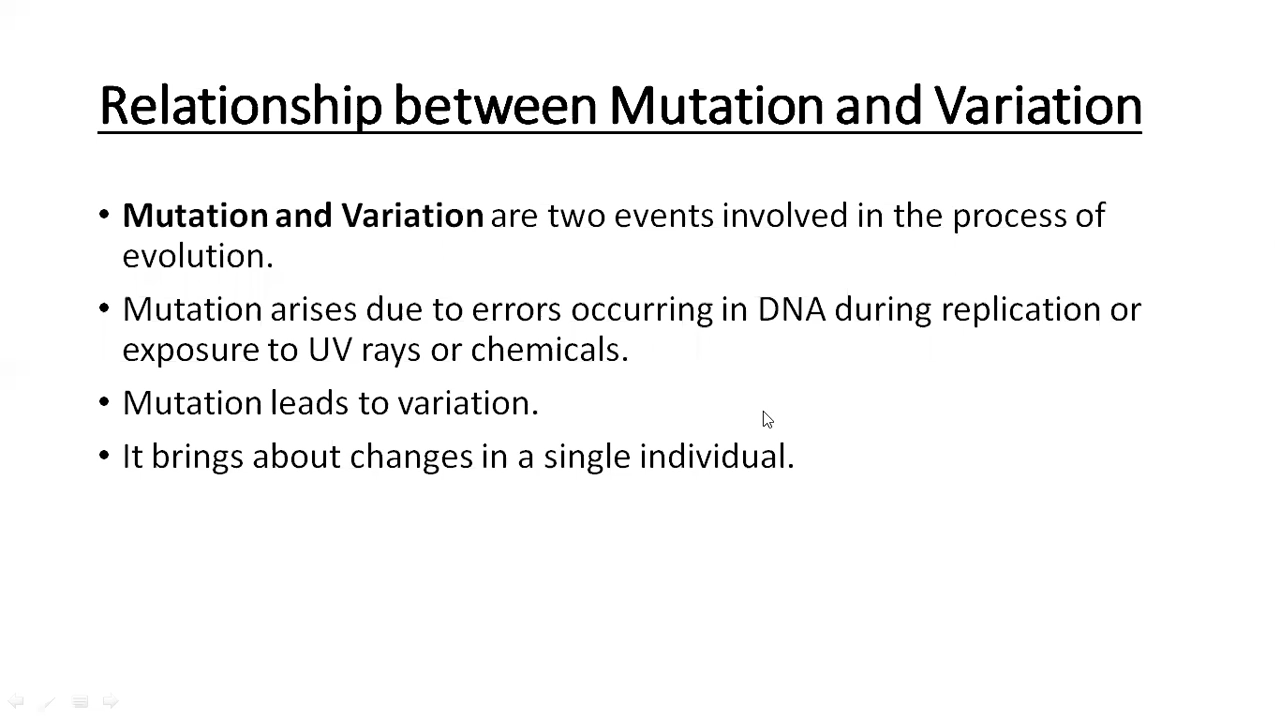 Relationship between Mutation and Variation
• Mutation and Variation are two events involved in the process of
evolution.
• Mutation arises due to errors occurring in DNA during replication or
exposure to UV rays or chemicals.
• Mutation leads to variation.
• It brings about changes in a single individual.